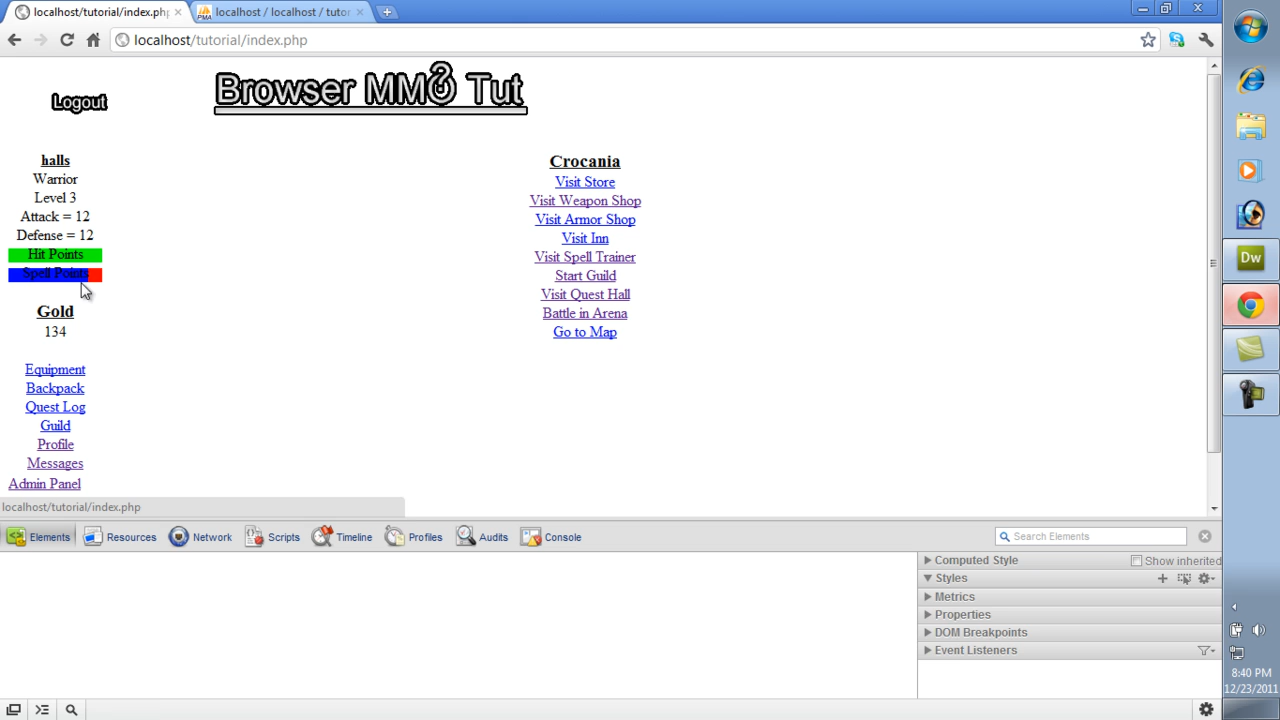 localhost/tutorial/index.php
localhost / localhost / tutor
localhost/tutorial/index.php
Logout
Browser MMO Tut
halls
Warrior
Level 3
Attack = 12
Defense = 12
Hit Points
Spell Points
Gold
134
Equipment
Backpack
Quest Log
Guild
Profile
Messages
Admin Panel
Crocania
Visit Store
Visit Weapon Shop
Visit Armor Shop
Visit Inn
Visit Spell Trainer
Start Guild
Visit Quest Hall
Battle in Arena
Go to Map
localhost/tutorial/index.php
Elements Resources Network Scripts Timeline Profiles Audits Console Search Elements
Computed Style Show inherited
Styles
Metrics
Properties
DOM Breakpoints
Event Listeners
Dw
8:40 PM
12/23/2011